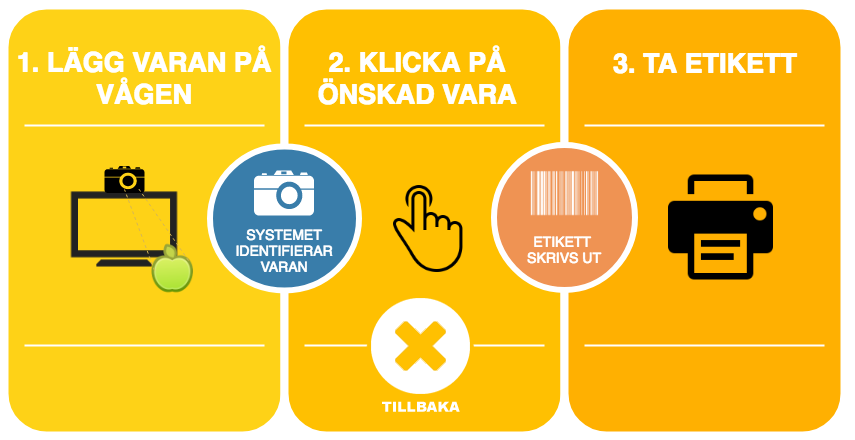 1. LÄGG VARAN PÅ
VÅGEN
2. KLICKA PÅ
ÖNSKAD VARA
3. TA ETIKETT
SYSTEMET
IDENTIFIERAR
VARAN
ETIKETT
SKRIVS UT
TILLBAKA